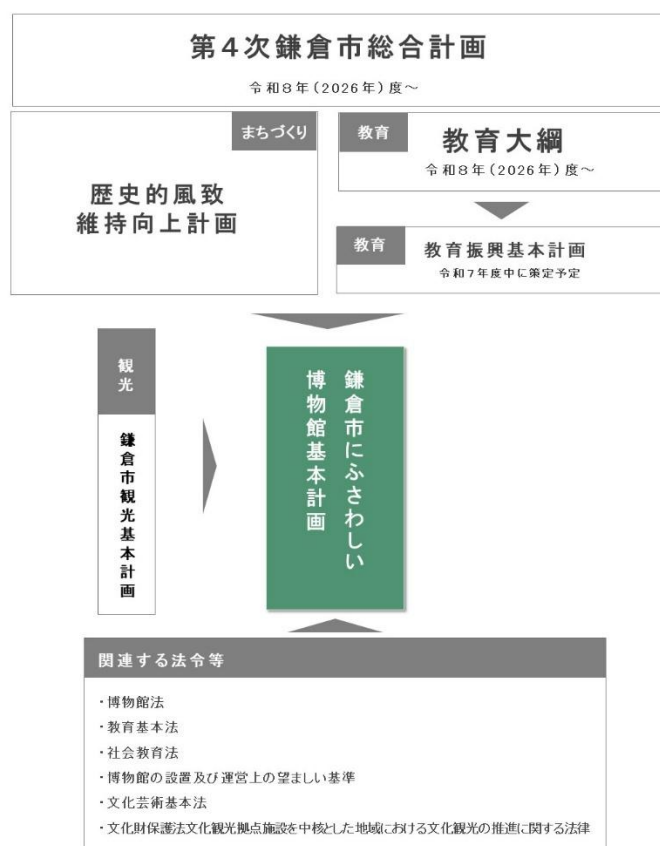 第4次鎌倉市総合計画
令和8年(2026年)度～
まちづくり
歴史的風致
維持向上計画
教育
教育大綱
令和8年(2026年)度～
教育
教育振興基本計画
令和7年度中に策定予定
観光
鎌倉市観光基本計画
鎌倉市にふさわしい
博物館基本計画
関連する法令等
・博物館法
・教育基本法
・社会教育法
・博物館の設置及び運営上の望ましい基準
・文化芸術基本法
・文化財保護法文化観光拠点施設を中核とした地域における文化観光の推進に関する法律